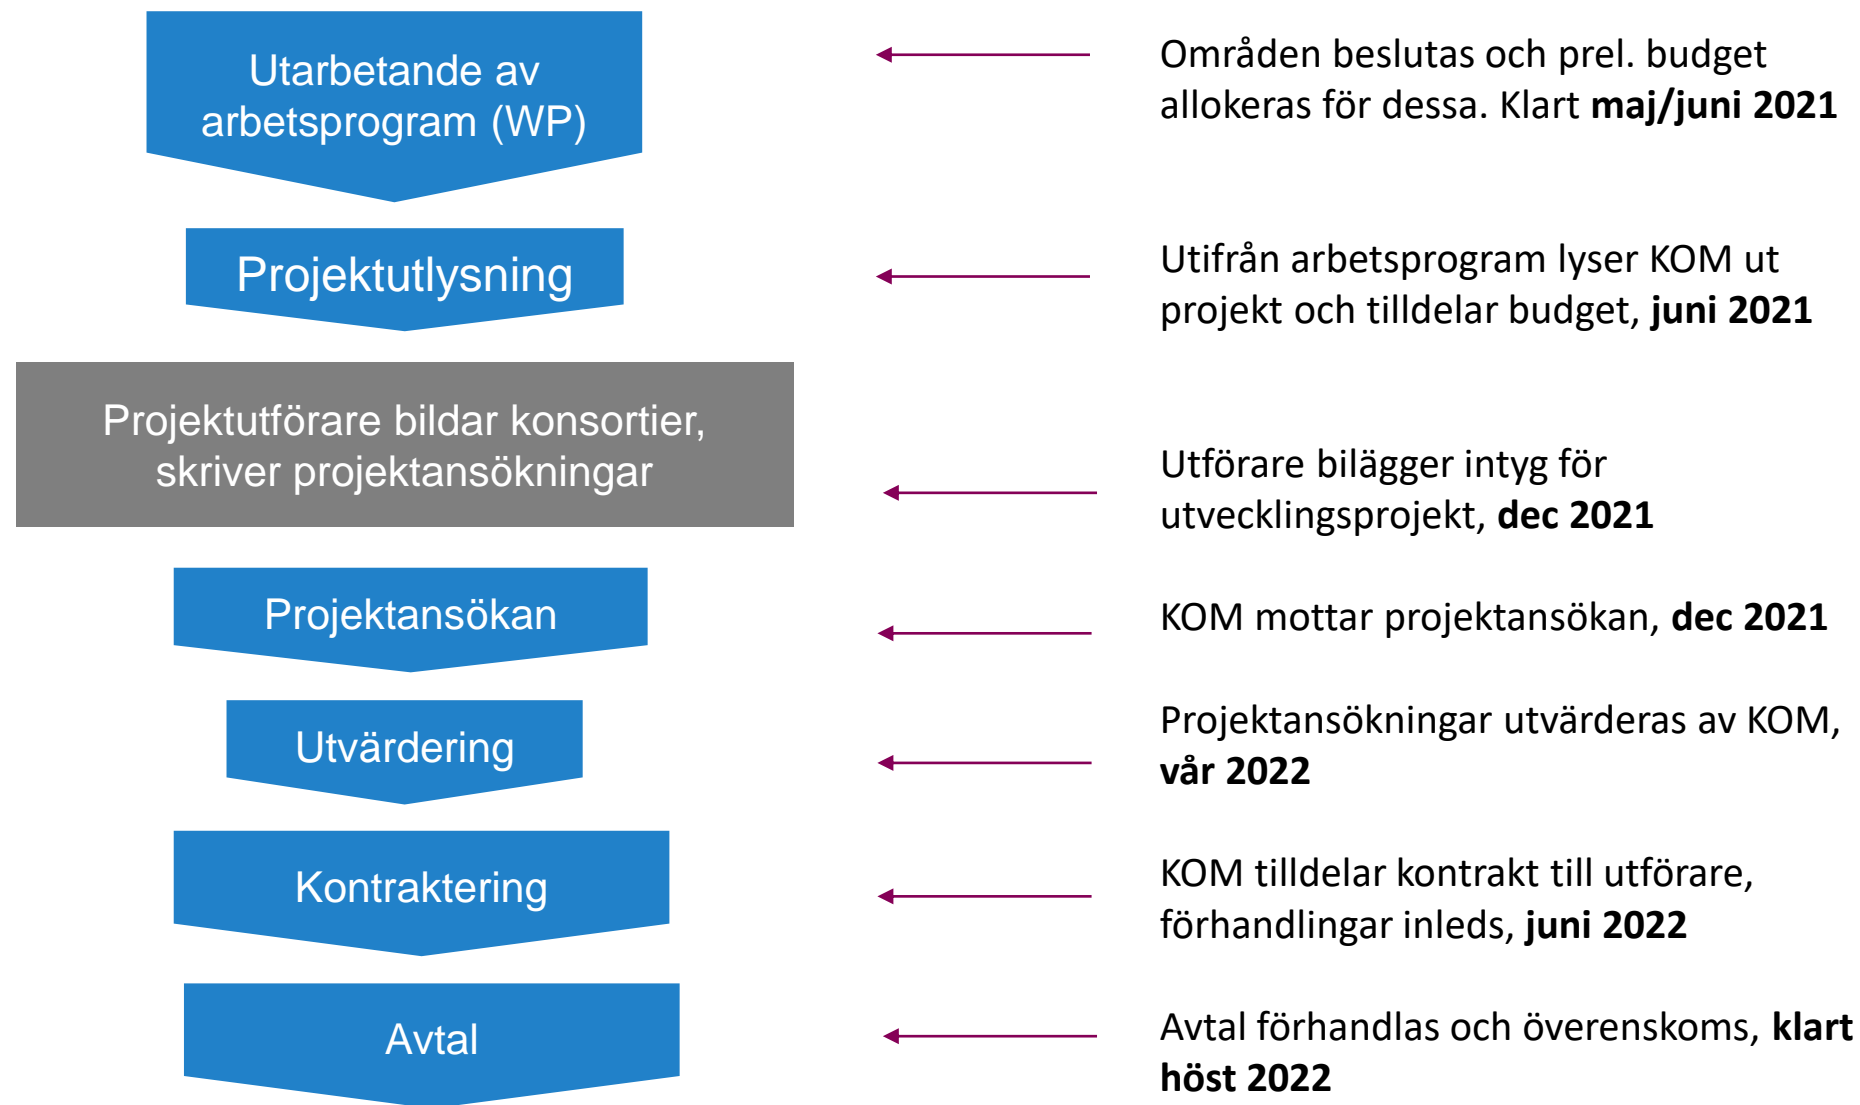 Utarbetande av
arbetsprogram (WP)
Områden beslutas och prel. budget
allokeras för dessa. Klart maj/juni 2021
Projektutlysning
Utifrån arbetsprogram lyser KOM ut
projekt och tilldelar budget, juni 2021
Projektutförare bildar konsortier,
skriver projektansökningar
Utförare bilägger intyg för
utvecklingsprojekt, dec 2021
Projektansökan
KOM mottar projektansökan, dec 2021
Utvärdering
Projektansökningar utvärderas av KOM,
vår 2022
Kontraktering
KOM tilldelar kontrakt till utförare,
förhandlingar inleds, juni 2022
Avtal
Avtal förhandlas och överenskoms, klart
höst 2022